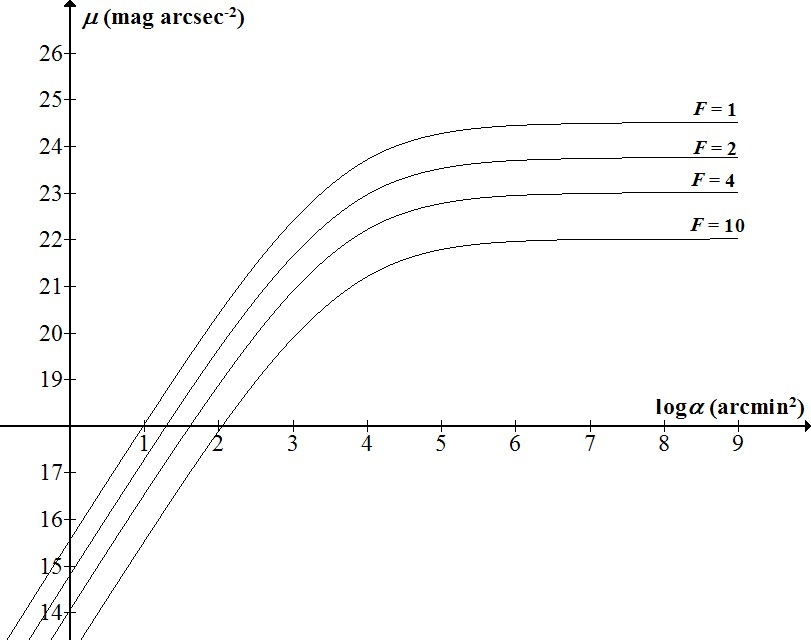 μ (mag arcsec⁻²)
26
25
F = 1
24
F = 2
23
F = 4
22
F = 10
21
20
19
logα (arcmin²)
1 2 3 4 5 6 7 8 9
17
16
15
14